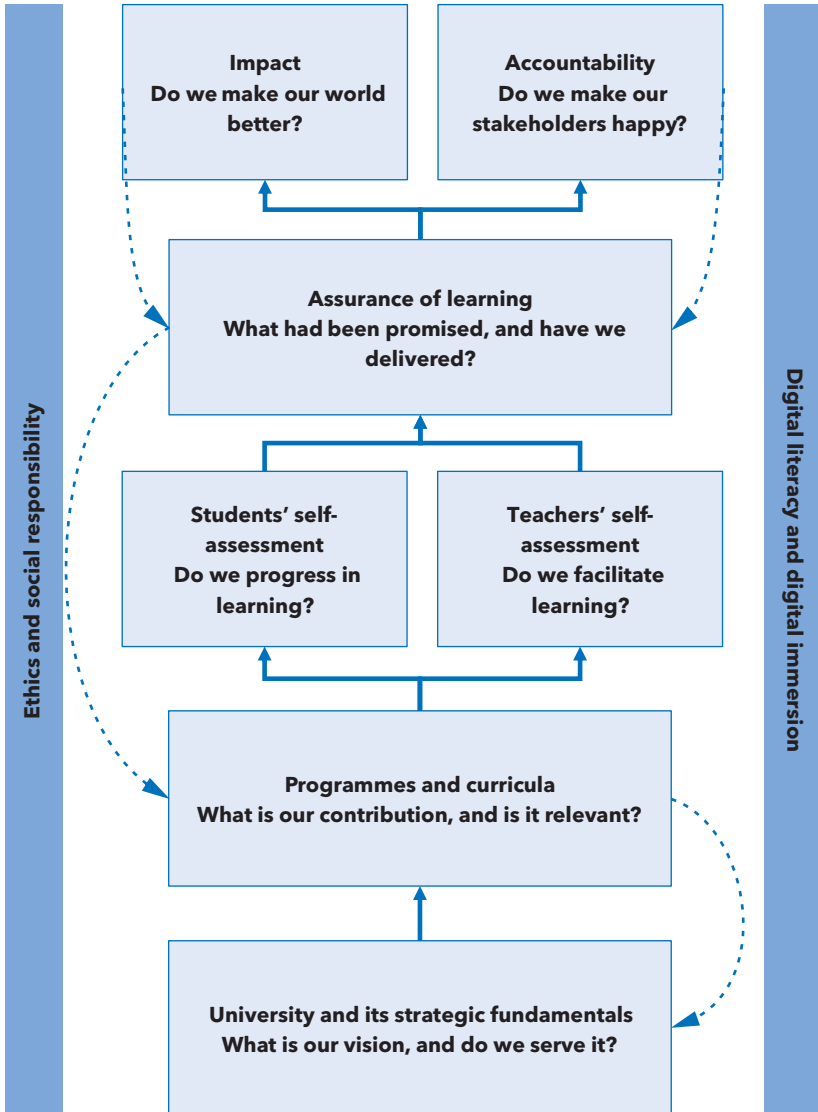 Impact
Do we make our world
better?
Accountability
Do we make our
stakeholders happy?
Assurance of learning
What had been promised, and have we
delivered?
Ethics and social responsibility
Digital literacy and digital immersion
Students’ self-
assessment
Do we progress in
learning?
Teachers’ self-
assessment
Do we facilitate
learning?
Programmes and curricula
What is our contribution, and is it relevant?
University and its strategic fundamentals
What is our vision, and do we serve it?